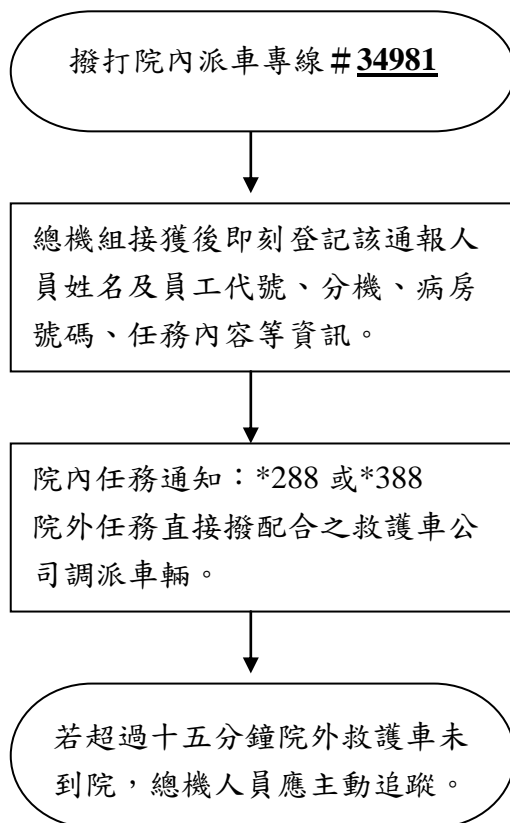 撥打院內派車專線＃34981
總機組接獲後即刻登記該通報人
員姓名及員工代號、分機、病房
號碼、任務內容等資訊。
院內任務通知：*288 或*388
院外任務直接撥配合之救護車公
司調派車輛。
若超過十五分鐘院外救護車未
到院，總機人員應主動追蹤。